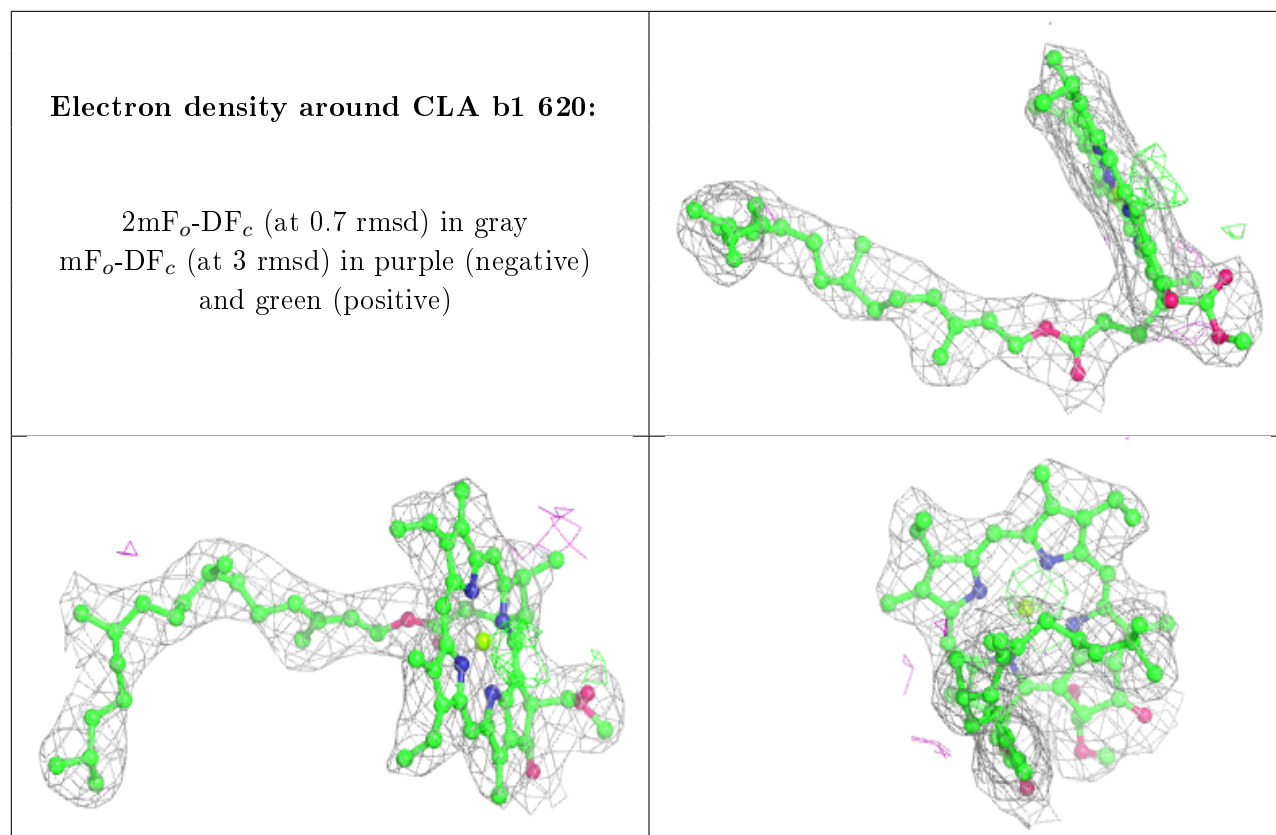 Electron density around CLA b1 620:
2mFo-DFc (at 0.7 rmsd) in gray
mFo-DFc (at 3 rmsd) in purple (negative)
and green (positive)